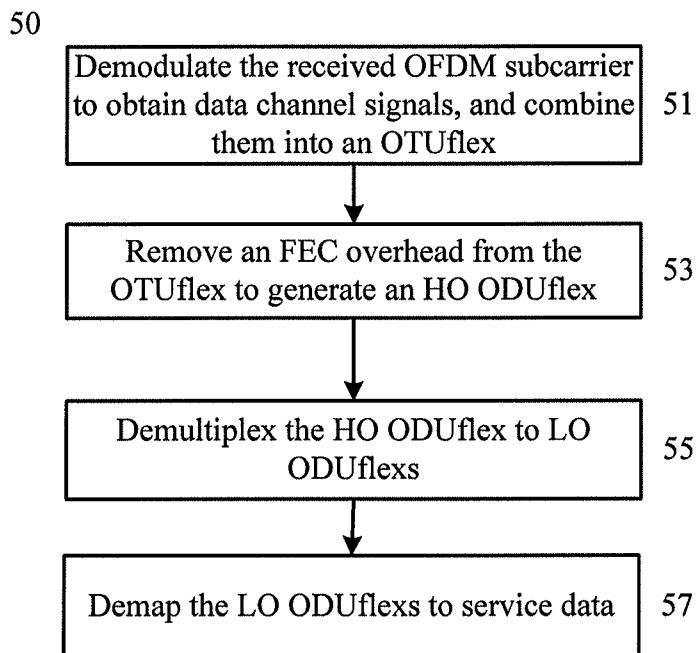 50
Demodulate the received OFDM subcarrier
to obtain data channel signals, and combine
them into an OTUflex
51
Remove an FEC overhead from the
OTUflex to generate an HO ODUflex
53
Demultiplex the HO ODUflex to LO
ODUflexs
55
Demap the LO ODUflexs to service data
57